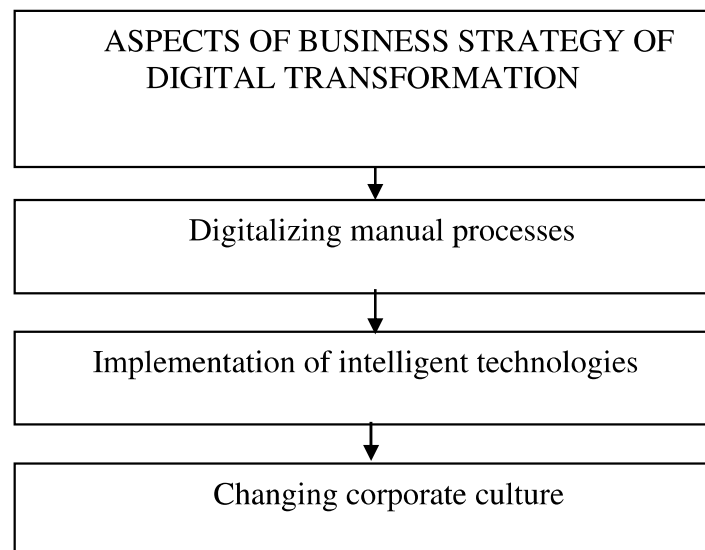 ASPECTS OF BUSINESS STRATEGY OF
DIGITAL TRANSFORMATION
Digitalizing manual processes
Implementation of intelligent technologies
Changing corporate culture